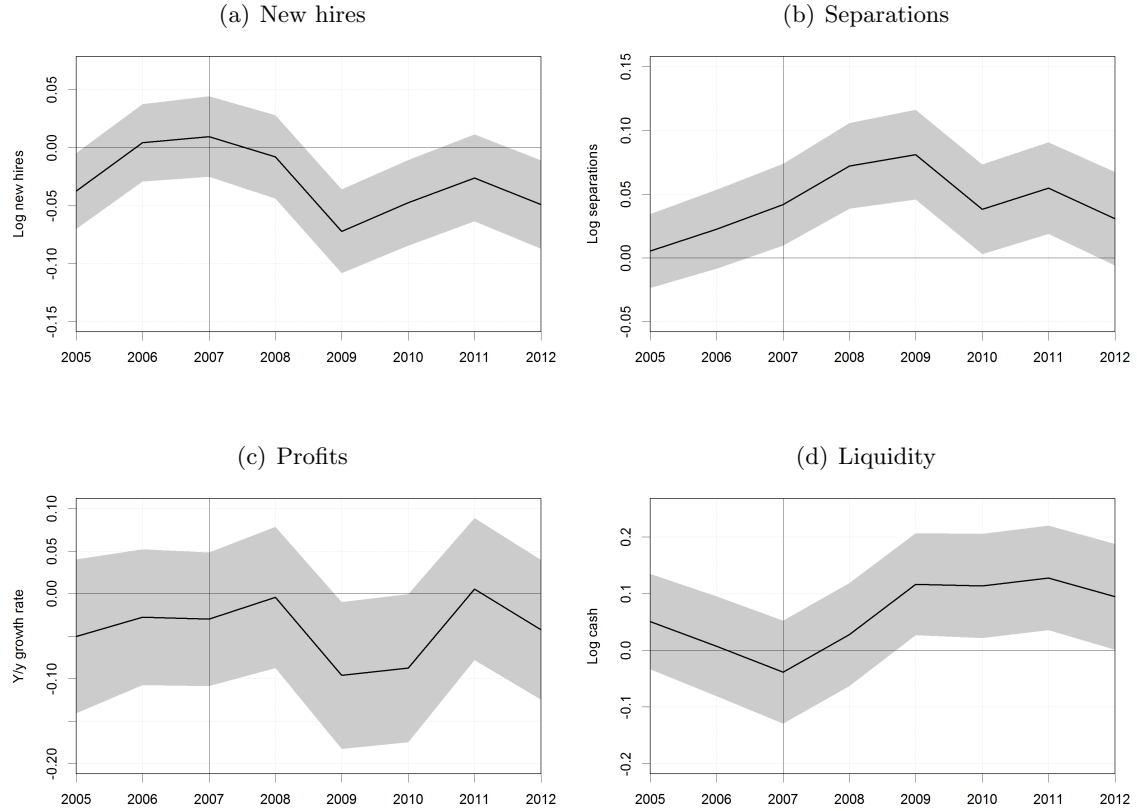 (a) New hires
Log new hires
0.05
0.00
-0.05
-0.10
-0.15
2005 2006 2007 2008 2009 2010 2011 2012
(b) Separations
Log separations
0.15
0.10
0.05
0.00
-0.05
2005 2006 2007 2008 2009 2010 2011 2012
(c) Profits
Y/y growth rate
0.10
0.05
0.00
-0.10
-0.20
2005 2006 2007 2008 2009 2010 2011 2012
(d) Liquidity
Log cash
0.2
0.1
0.0
-0.1
-0.2
2005 2006 2007 2008 2009 2010 2011 2012